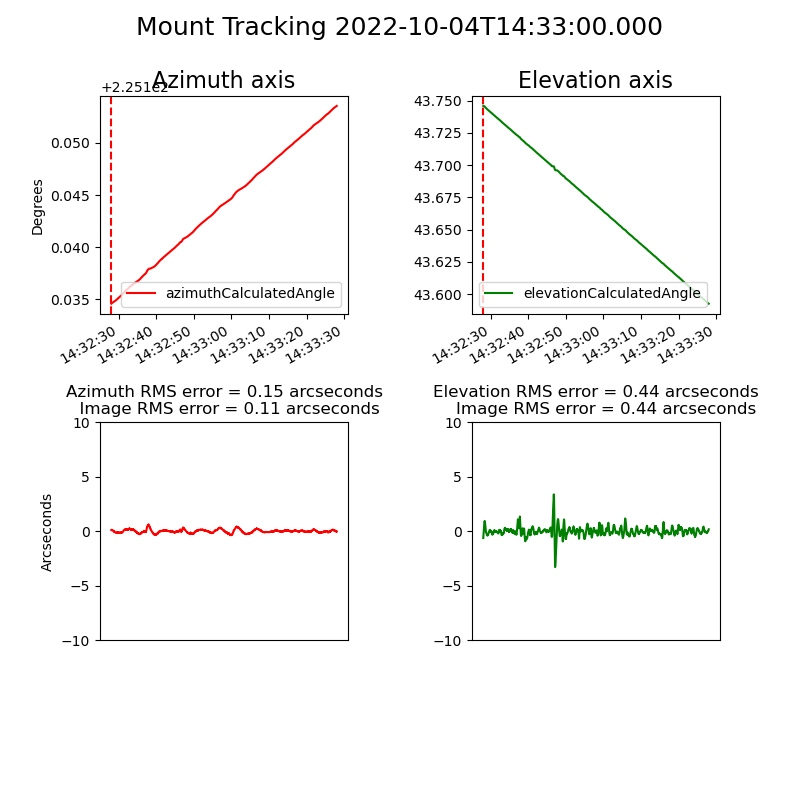 Mount Tracking 2022-10-04T14:33:00.000
Azimuth axis
+2.251e2
0.050
0.045
0.040
0.035
Degrees
azimuthCalculatedAngle
14:32:30
14:32:40
14:32:50
14:33:00
14:33:10
14:33:20
14:33:30
Elevation axis
43.750
43.725
43.700
43.675
43.650
43.625
43.600
elevationCalculatedAngle
14:32:30
14:32:40
14:32:50
14:33:00
14:33:10
14:33:20
14:33:30
Azimuth RMS error = 0.15 arcseconds
Image RMS error = 0.11 arcseconds
10
5
0
−5
−10
Arcseconds
Elevation RMS error = 0.44 arcseconds
Image RMS error = 0.44 arcseconds
10
5
0
−5
−10